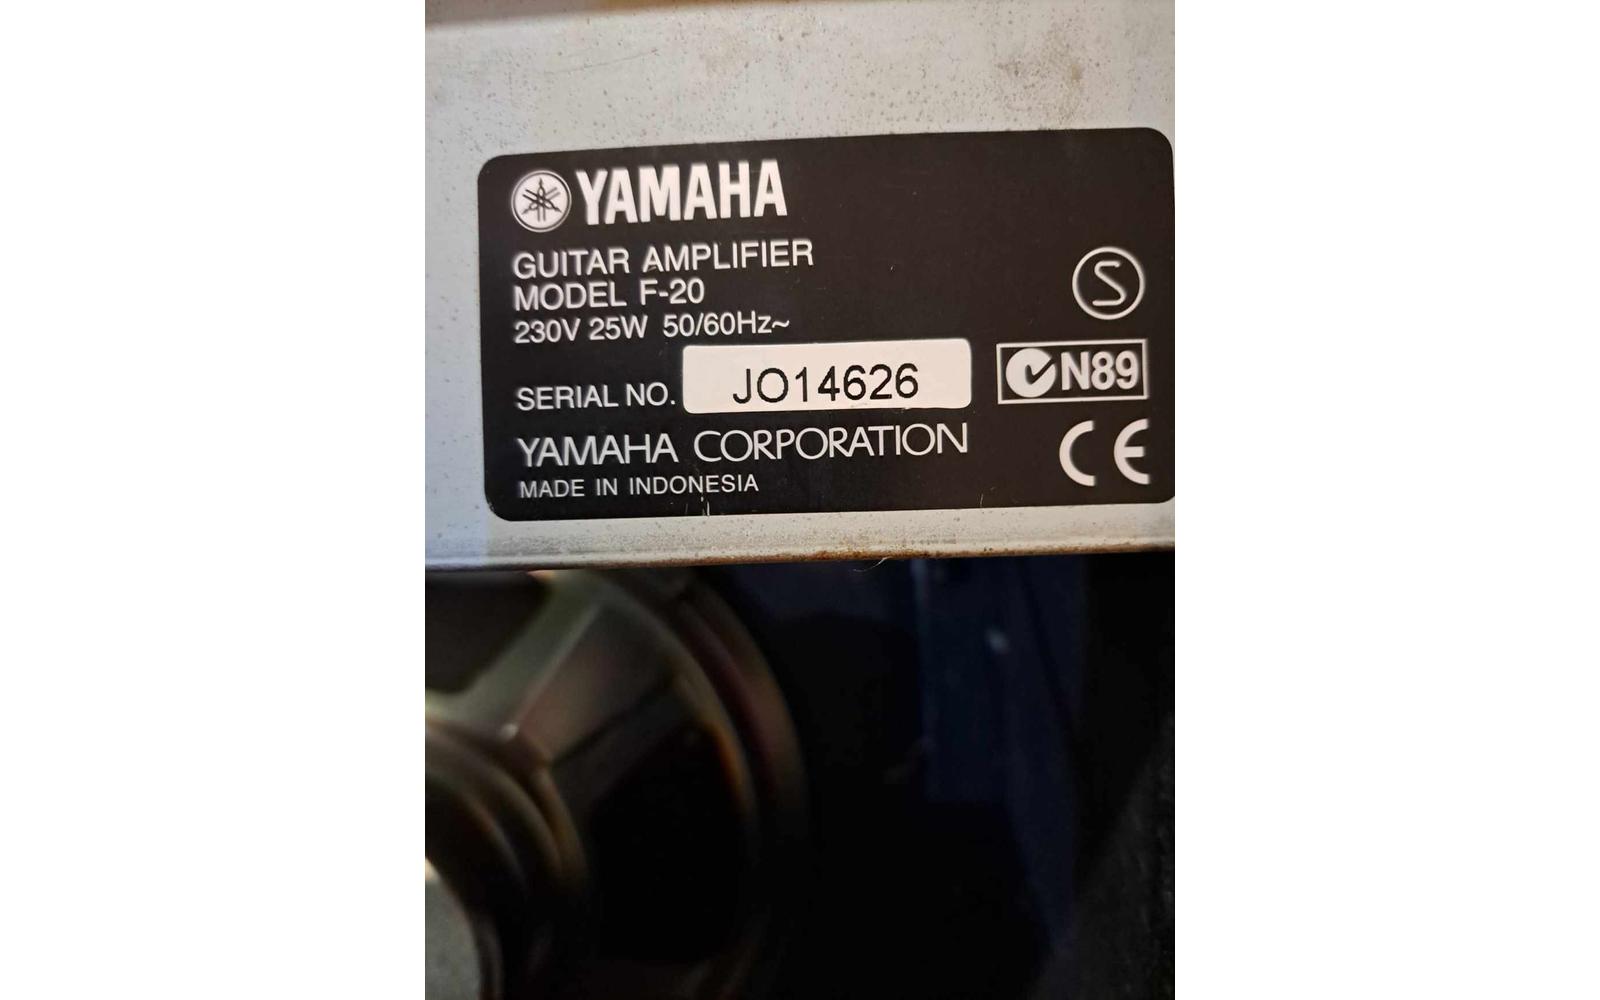 YAMAHA
GUITAR AMPLIFIER
MODEL F-20
230V 25W 50/60Hz~
SERIAL NO. JO14626
N89
YAMAHA CORPORATION
MADE IN INDONESIA
S
CE